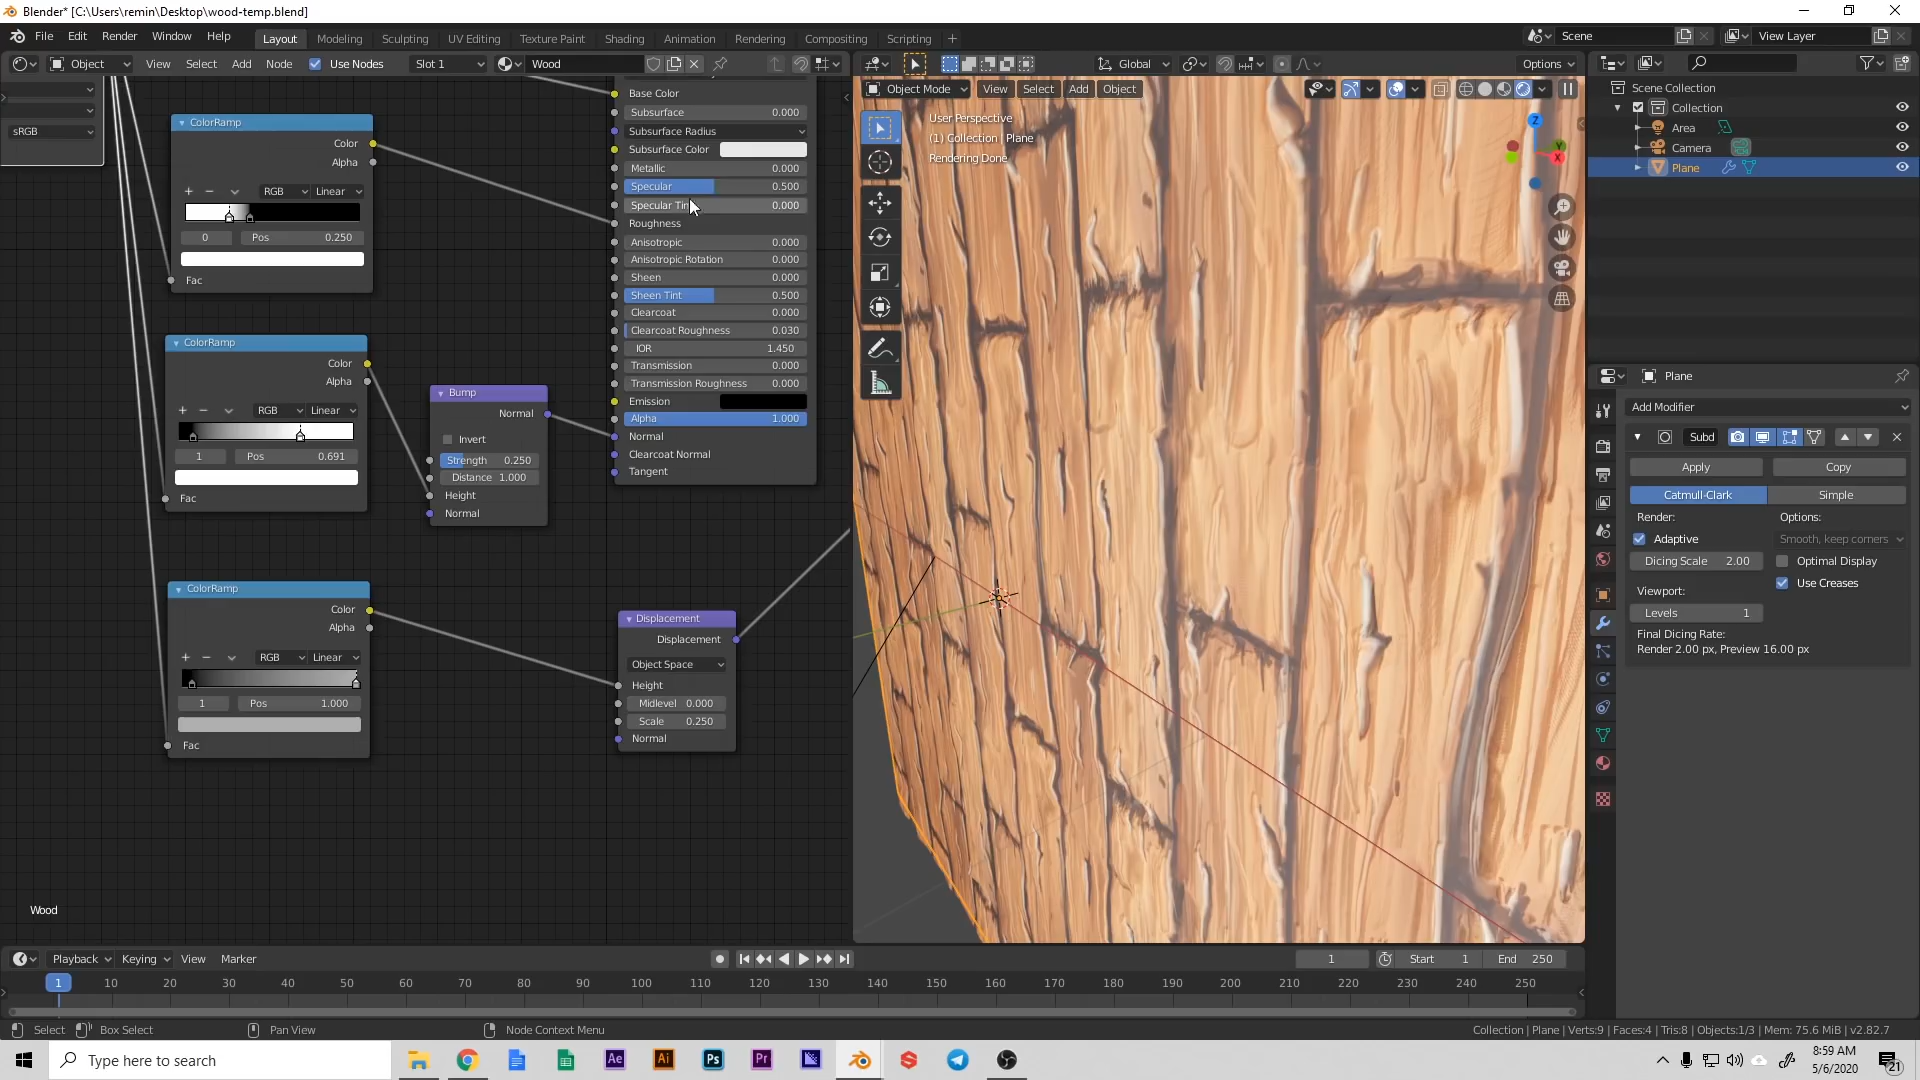 Blender* [C:\Users\remin\Desktop\wood-temp.blend]
File Edit Render Window Help
Layout Modeling Sculpting UV Editing Texture Paint Shading Animation Rendering Compositing Scripting +
Scene
View Layer
Object View Select Add Node Use Nodes Slot 1 Wood
Global
Options
sRGB
ColorRamp
Color
Alpha
RGB Linear
0 Pos 0.250
Fac
ColorRamp
Color
Alpha
RGB Linear
1 Pos 0.691
Fac
ColorRamp
Color
Alpha
RGB Linear
1 Pos 1.000
Fac
Bump
Normal
Invert
Strength 0.250
Distance 1.000
Height
Normal
Base Color
Subsurface 0.000
Subsurface Radius
Subsurface Color
Metallic 0.000
Specular 0.500
Specular Tin 0.000
Roughness
Anisotropic 0.000
Anisotropic Rotation 0.000
Sheen 0.000
Sheen Tint 0.500
Clearcoat 0.000
Clearcoat Roughness 0.030
IOR 1.450
Transmission 0.000
Transmission Roughness 0.000
Emission
Alpha 1.000
Normal
Clearcoat Normal
Tangent
Displacement
Displacement
Object Space
Height
Midlevel 0.000
Scale 0.250
Normal
Wood
Object Mode View Select Add Object
User Perspective
(1) Collection | Plane
Rendering Done
Z
Y
X
Scene Collection
Collection
Area
Camera
Plane
Plane
Add Modifier
Subd
Apply Copy
Catmull-Clark Simple
Render: Options:
Adaptive Smooth, keep corners
Dicing Scale 2.00 Optimal Display
Viewport: Use Creases
Levels 1
Final Dicing Rate:
Render 2.00 px, Preview 16.00 px
Playback Keying View Marker
1 Start 1 End 250
1 10 20 30 40 50 60 70 80 90 100 110 120 130 140 150 160 170 180 190 200 210 220 230 240 250
Select Box Select Pan View Node Context Menu
Collection | Plane | Verts:9 | Faces:4 | Tris:8 | Objects:1/3 | Mem: 75.6 MiB | v2.82.7
Type here to search
Ae Ai Ps Pr
8:59 AM
5/6/2020
21